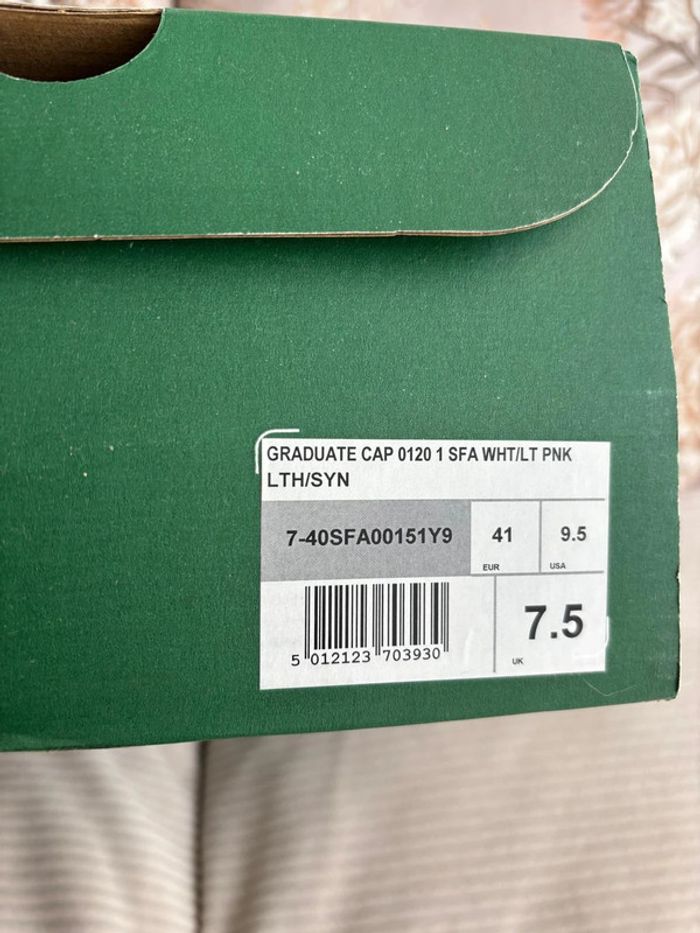 GRADUATE CAP 0120 1 SFA WHT/LT PNK
LTH/SYN
7-40SFA00151Y9
41
EUR
9.5
USA
5 012123 703930
7.5
UK